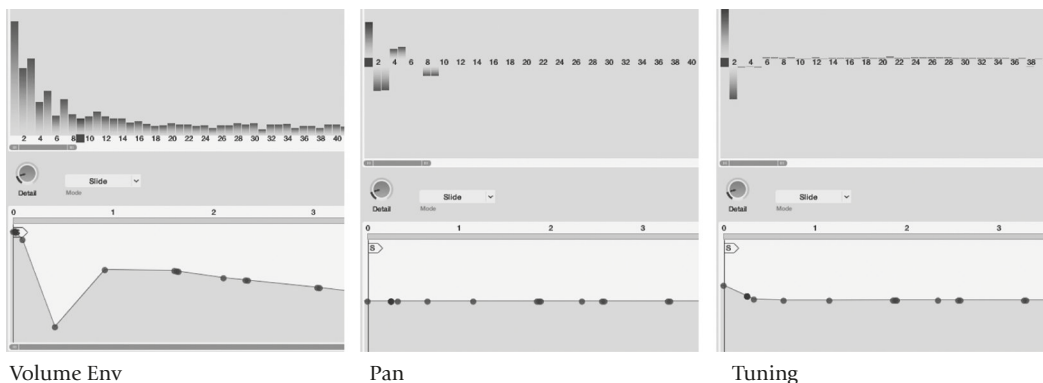 2 4 6 8 10 12 14 16 18 20 22 24 26 28 30 32 34 36 38 40
Detail
Slide
Mode
0 1 2 3
S
Volume Env
2 4 6 8 10 12 14 16 18 20 22 24 26 28 30 32 34 36 38 40
Detail
Slide
Mode
0 1 2 3
S
Pan
2 4 6 8 10 12 14 16 18 20 22 24 26 28 30 32 34 36 38
Detail
Slide
Mode
0 1 2 3
S
Tuning